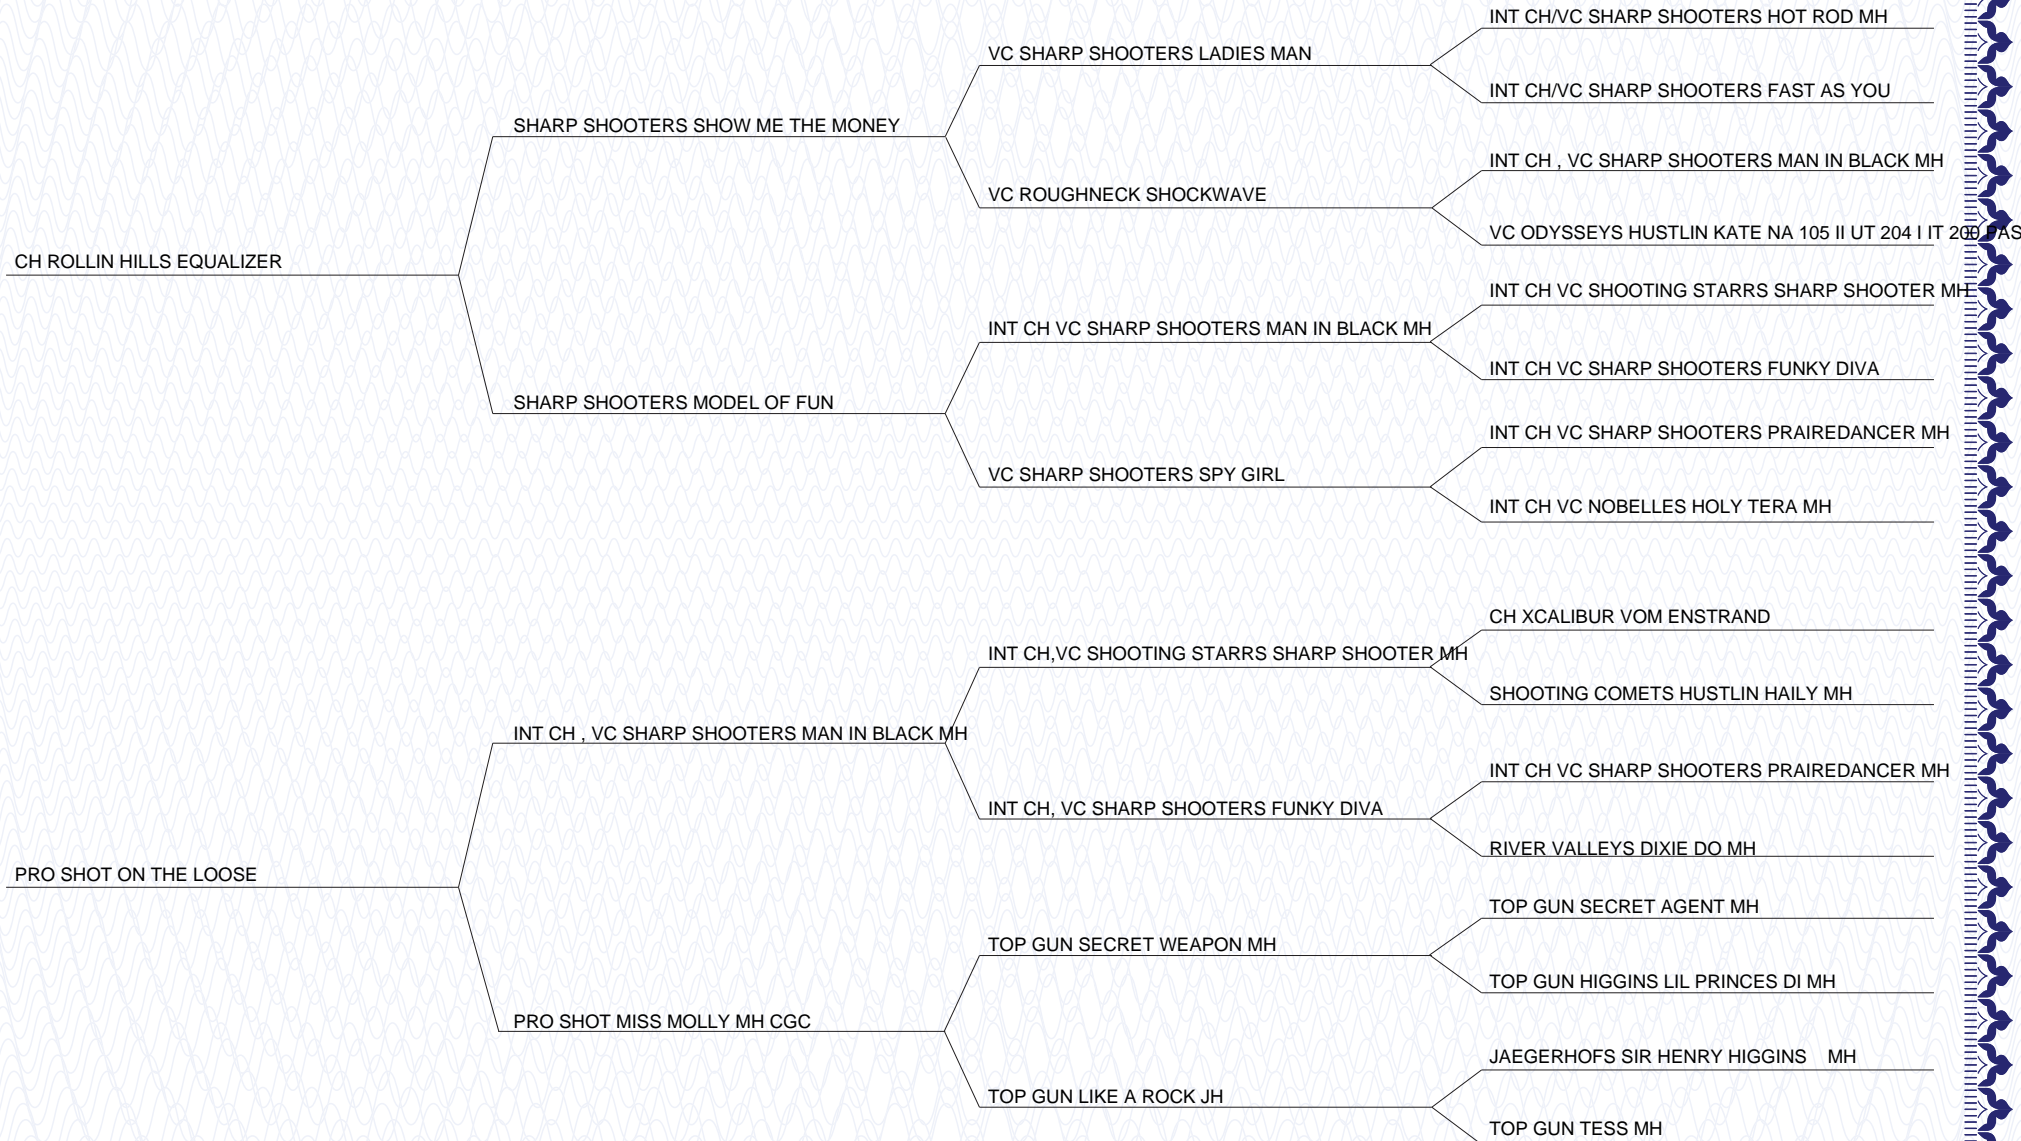 INT CH/VC SHARP SHOOTERS HOT ROD MH
VC SHARP SHOOTERS LADIES MAN
INT CH/VC SHARP SHOOTERS FAST AS YOU
SHARP SHOOTERS SHOW ME THE MONEY
INT CH , VC SHARP SHOOTERS MAN IN BLACK MH
VC ROUGHNECK SHOCKWAVE
VC ODYSSEYS HUSTLIN KATE NA 105 II UT 204 I IT 200 PAS
CH ROLLIN HILLS EQUALIZER
INT CH VC SHOOTING STARRS SHARP SHOOTER MH
INT CH VC SHARP SHOOTERS MAN IN BLACK MH
INT CH VC SHARP SHOOTERS FUNKY DIVA
SHARP SHOOTERS MODEL OF FUN
INT CH VC SHARP SHOOTERS PRAIREDANCER MH
VC SHARP SHOOTERS SPY GIRL
INT CH VC NOBELLES HOLY TERA MH
CH XCALIBUR VOM ENSTRAND
INT CH,VC SHOOTING STARRS SHARP SHOOTER MH
SHOOTING COMETS HUSTLIN HAILY MH
INT CH , VC SHARP SHOOTERS MAN IN BLACK MH
INT CH VC SHARP SHOOTERS PRAIREDANCER MH
INT CH, VC SHARP SHOOTERS FUNKY DIVA
RIVER VALLEYS DIXIE DO MH
PRO SHOT ON THE LOOSE
TOP GUN SECRET AGENT MH
TOP GUN SECRET WEAPON MH
TOP GUN HIGGINS LIL PRINCES DI MH
PRO SHOT MISS MOLLY MH CGC
JAEGERHOFS SIR HENRY HIGGINS MH
TOP GUN LIKE A ROCK JH
TOP GUN TESS MH